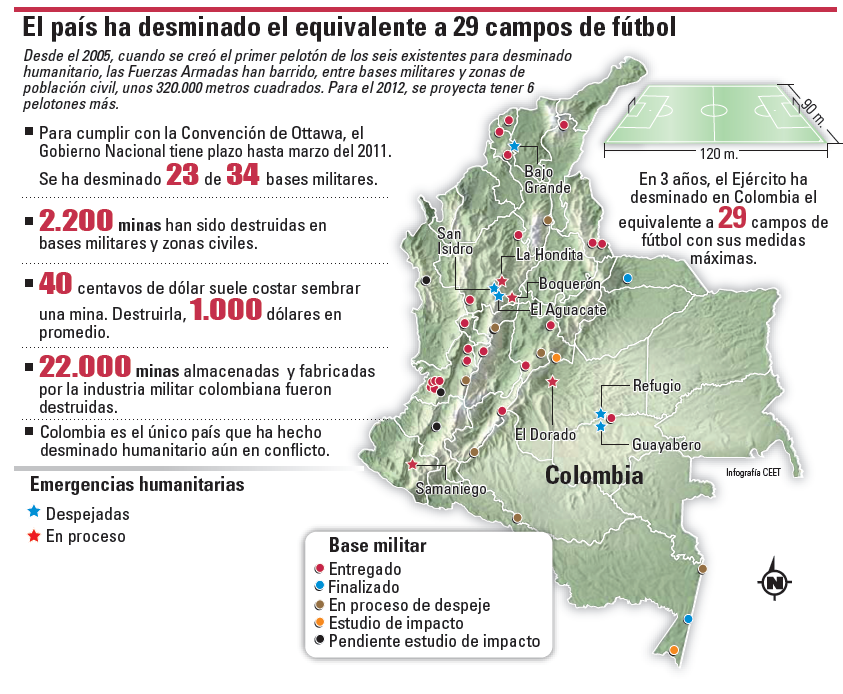 El país ha desminado el equivalente a 29 campos de fútbol
Desde el 2005, cuando se creó el primer pelotón de los seis existentes para desminado
humanitario, las Fuerzas Armadas han barrido, entre bases militares y zonas de
población civil, unos 320.000 metros cuadrados. Para el 2012, se proyecta tener 6
pelotones más.
Para cumplir con la Convención de Ottawa, el
Gobierno Nacional tiene plazo hasta marzo del 2011.
Se ha desminado 23 de 34 bases militares.
2.200 minas han sido destruidas en
bases militares y zonas civiles.
40 centavos de dólar suele costar sembrar
una mina. Destruirla, 1.000 dólares en
promedio.
22.000 minas almacenadas y fabricadas
por la industria militar colombiana fueron
destruidas.
Colombia es el único país que ha hecho
desminado humanitario aún en conflicto.
Emergencias humanitarias
Despejadas
En proceso
90 m.
120 m.
En 3 años, el Ejército ha
desminado en Colombia el
equivalente a 29 campos de
fútbol con sus medidas
máximas.
Bajo
Grande
San
Isidro
La Hondita
Boquerón
El Aguacate
Refugio
El Dorado
Guayabero
Samaniego
Colombia
Infografía CEET
Base militar
Entregado
Finalizado
En proceso de despeje
Estudio de impacto
Pendiente estudio de impacto
N